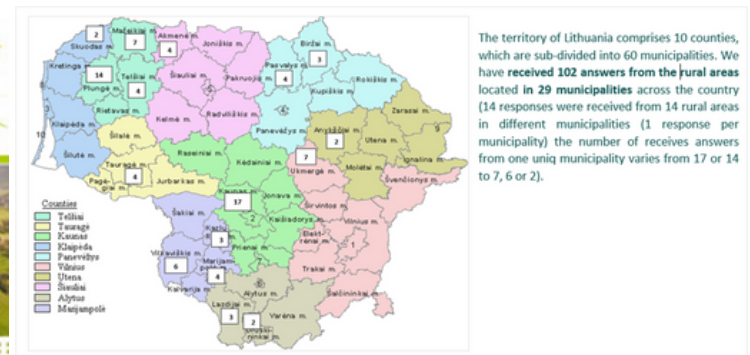 The territory of Lithuania comprises 10 counties,
which are sub-divided into 60 municipalities. We
have received 102 answers from the rural areas
located in 29 municipalities across the country
(14 responses were received from 14 rural areas
in different municipalities (1 response per
municipality) the number of receives answers
from one uniq municipality varies from 17 or 14
to 7, 6 or 2).
2
Skuodas m.
Mažeikiai m.
7
Akmenė m.
4
Joniškis m.
Biržai m.
3
Kretinga m.
14
Plungė m.
Telšiai m.
4
Šiauliai m.
Pakruojis m.
Pasvalys m.
4
Rokiškis m.
Kupiškis m.
Rietavas m.
Klaipėda m.
Kelmė m.
Radviliškis m.
Panevėžys m.
Zarasai m.
Šilalė m.
Anykščiai m.
2
Utena m.
9
Šilutė m.
Tauragė m.
4
Raseiniai m.
Kėdainiai m.
7
Ukmergė m.
Molėtai m.
Ignalina m.
Švenčionys m.
Pagė-
giai m.
Jurbarkas m.
Jonava m.
Širvintos m.
Kaunas m.
17
2
Kaišiadorys m.
Vilnius m.
Šakiai m.
Elekt-
rėnai m.
1
3
Prienai m.
Vilkaviškis m.
6
Marijam-
polė m.
4
Trakai m.
Kalvarija m.
Alytus m.
Šalčininkai m.
Lazdijai m.
3
2
Varėna m.
Druski-
ninkai m.
10
Counties
Telšiai
Tauragė
Kaunas
Klaipėda
Panevėžys
Vilnius
Utena
Šiauliai
Alytus
Marijampolė